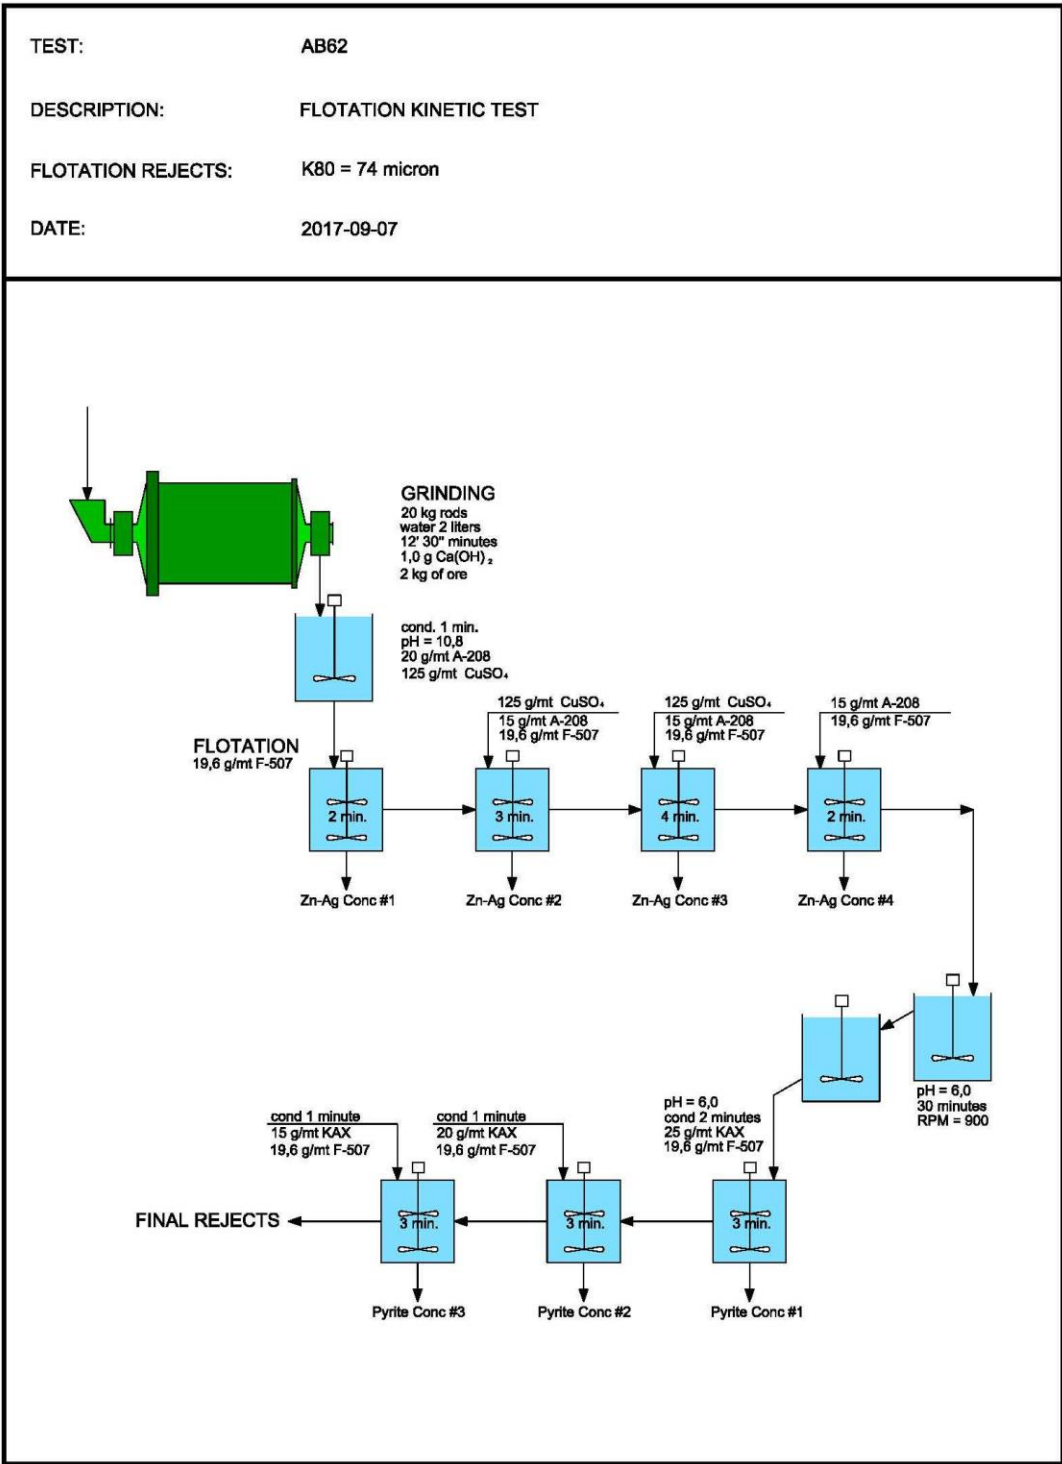 TEST: AB62
DESCRIPTION: FLOTATION KINETIC TEST
FLOTATION REJECTS: K80 = 74 micron
DATE: 2017-09-07
GRINDING
20 kg rods
water 2 liters
12' 30" minutes
1,0 g Ca(OH)₂
2 kg of ore
cond. 1 min.
pH = 10,8
20 g/mt A-208
125 g/mt CuSO₄
FLOTATION
19,6 g/mt F-507
125 g/mt CuSO₄
15 g/mt A-208
19,6 g/mt F-507
125 g/mt CuSO₄
15 g/mt A-208
19,6 g/mt F-507
15 g/mt A-208
19,6 g/mt F-507
2 min.
3 min.
4 min.
2 min.
Zn-Ag Conc #1
Zn-Ag Conc #2
Zn-Ag Conc #3
Zn-Ag Conc #4
pH = 6,0
30 minutes
RPM = 900
pH = 6,0
cond 2 minutes
25 g/mt KAX
19,6 g/mt F-507
cond 1 minute
20 g/mt KAX
19,6 g/mt F-507
cond 1 minute
15 g/mt KAX
19,6 g/mt F-507
FINAL REJECTS
3 min.
3 min.
3 min.
Pyrite Conc #3
Pyrite Conc #2
Pyrite Conc #1